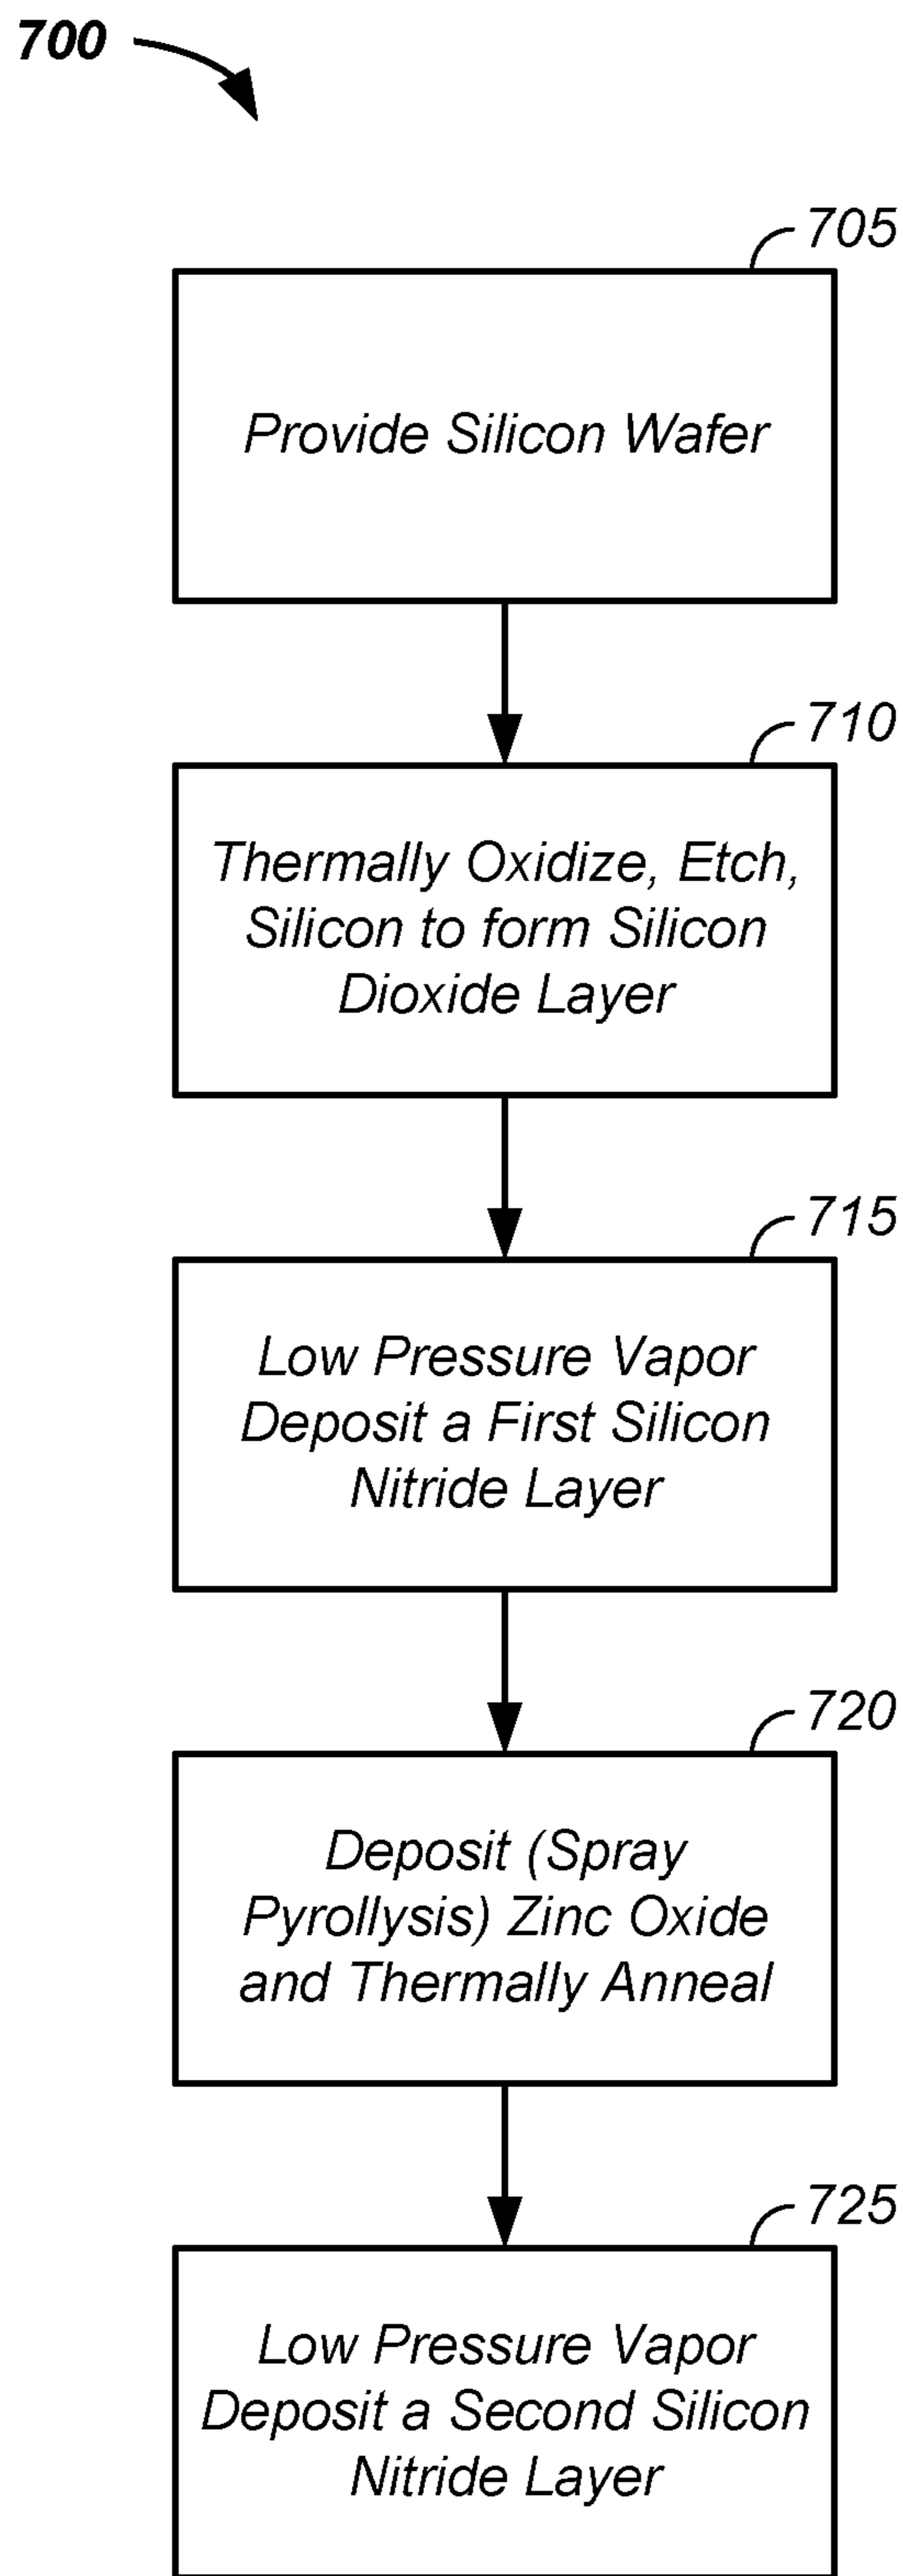 700
705
Provide Silicon Wafer
710
Thermally Oxidize, Etch,
Silicon to form Silicon
Dioxide Layer
715
Low Pressure Vapor
Deposit a First Silicon
Nitride Layer
720
Deposit (Spray
Pyrollysis) Zinc Oxide
and Thermally Anneal
725
Low Pressure Vapor
Deposit a Second Silicon
Nitride Layer